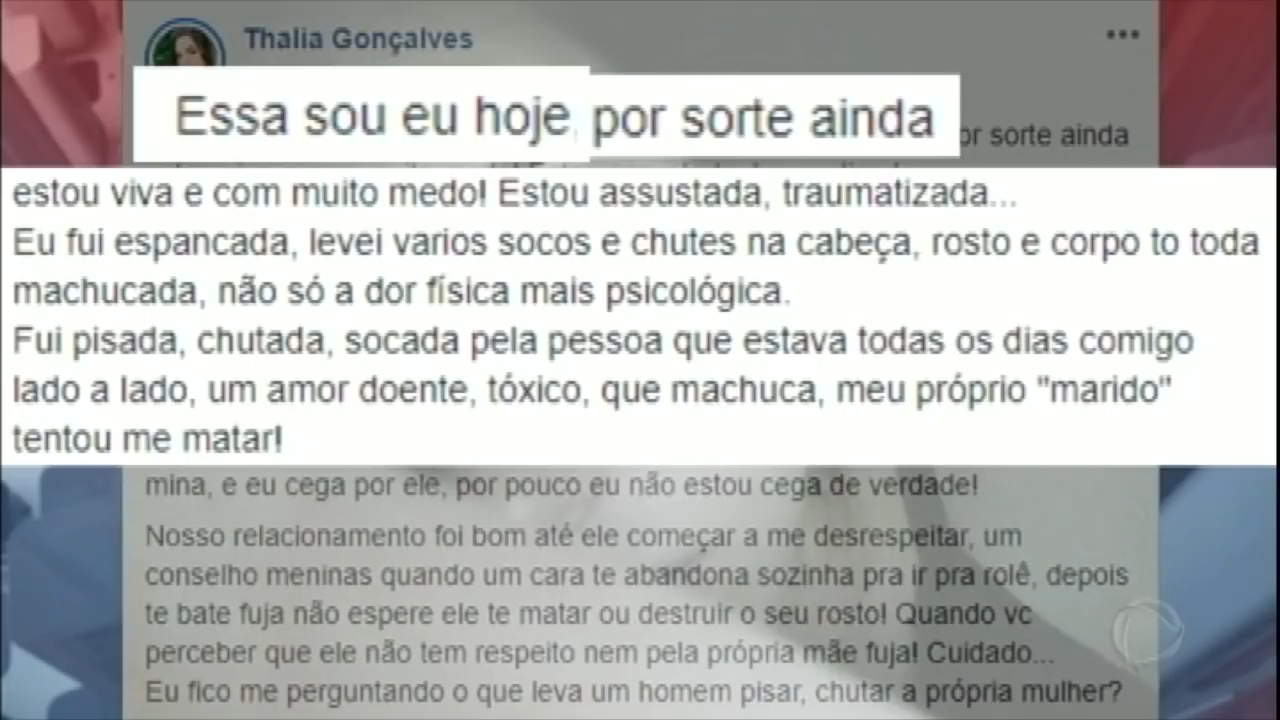 Thalia Gonçalves
Essa sou eu hoje, por sorte ainda
or sorte ainda
estou viva e com muito medo! Estou assustada, traumatizada...
Eu fui espancada, levei varios socos e chutes na cabeça, rosto e corpo to toda
machucada, não só a dor física mais psicológica.
Fui pisada, chutada, socada pela pessoa que estava todas os dias comigo
lado a lado, um amor doente, tóxico, que machuca, meu próprio "marido"
tentou me matar!
mina, e eu cega por ele, por pouco eu não estou cega de verdade!
Nosso relacionamento foi bom até ele começar a me desrespeitar, um
conselho meninas quando um cara te abandona sozinha pra ir pra rolê, depois
te bate fuja não espere ele te matar ou destruir o seu rosto! Quando vc
perceber que ele não tem respeito nem pela própria mãe fuja! Cuidado...
Eu fico me perguntando o que leva um homem pisar, chutar a própria mulher?